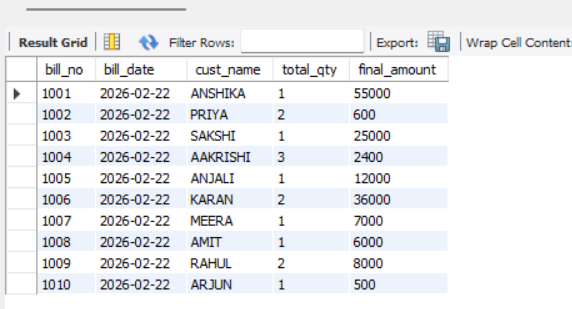 Result Grid Filter Rows: Export: Wrap Cell Content:
bill_no bill_date cust_name total_qty final_amount
1001 2026-02-22 ANSHIKA 1 55000
1002 2026-02-22 PRIYA 2 600
1003 2026-02-22 SAKSHI 1 25000
1004 2026-02-22 AAKRISHI 3 2400
1005 2026-02-22 ANJALI 1 12000
1006 2026-02-22 KARAN 2 36000
1007 2026-02-22 MEERA 1 7000
1008 2026-02-22 AMIT 1 6000
1009 2026-02-22 RAHUL 2 8000
1010 2026-02-22 ARJUN 1 500